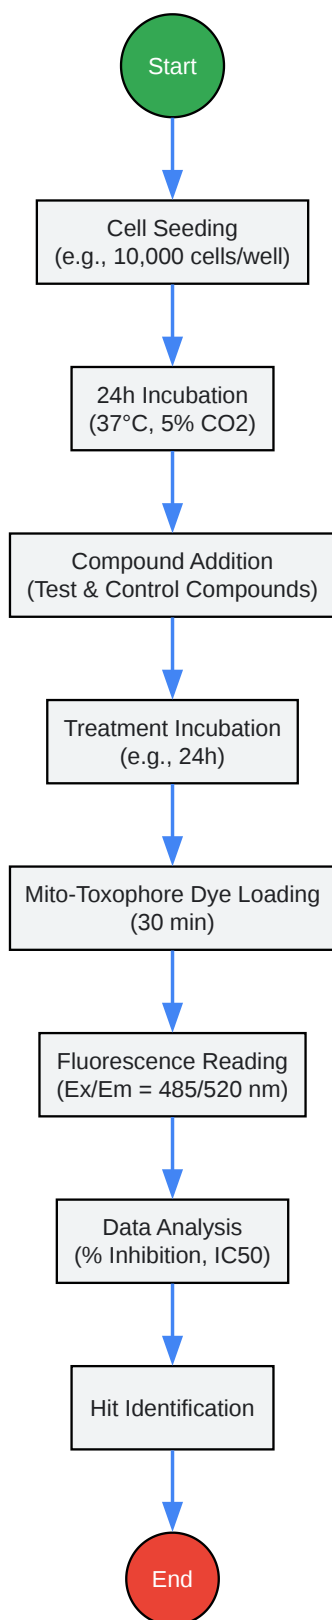 Start
Cell Seeding
(e.g., 10,000 cells/well)
24h Incubation
(37°C, 5% CO2)
Compound Addition
(Test & Control Compounds)
Treatment Incubation
(e.g., 24h)
Mito-Toxophore Dye Loading
(30 min)
Fluorescence Reading
(Ex/Em = 485/520 nm)
Data Analysis
(% Inhibition, IC50)
Hit Identification
End